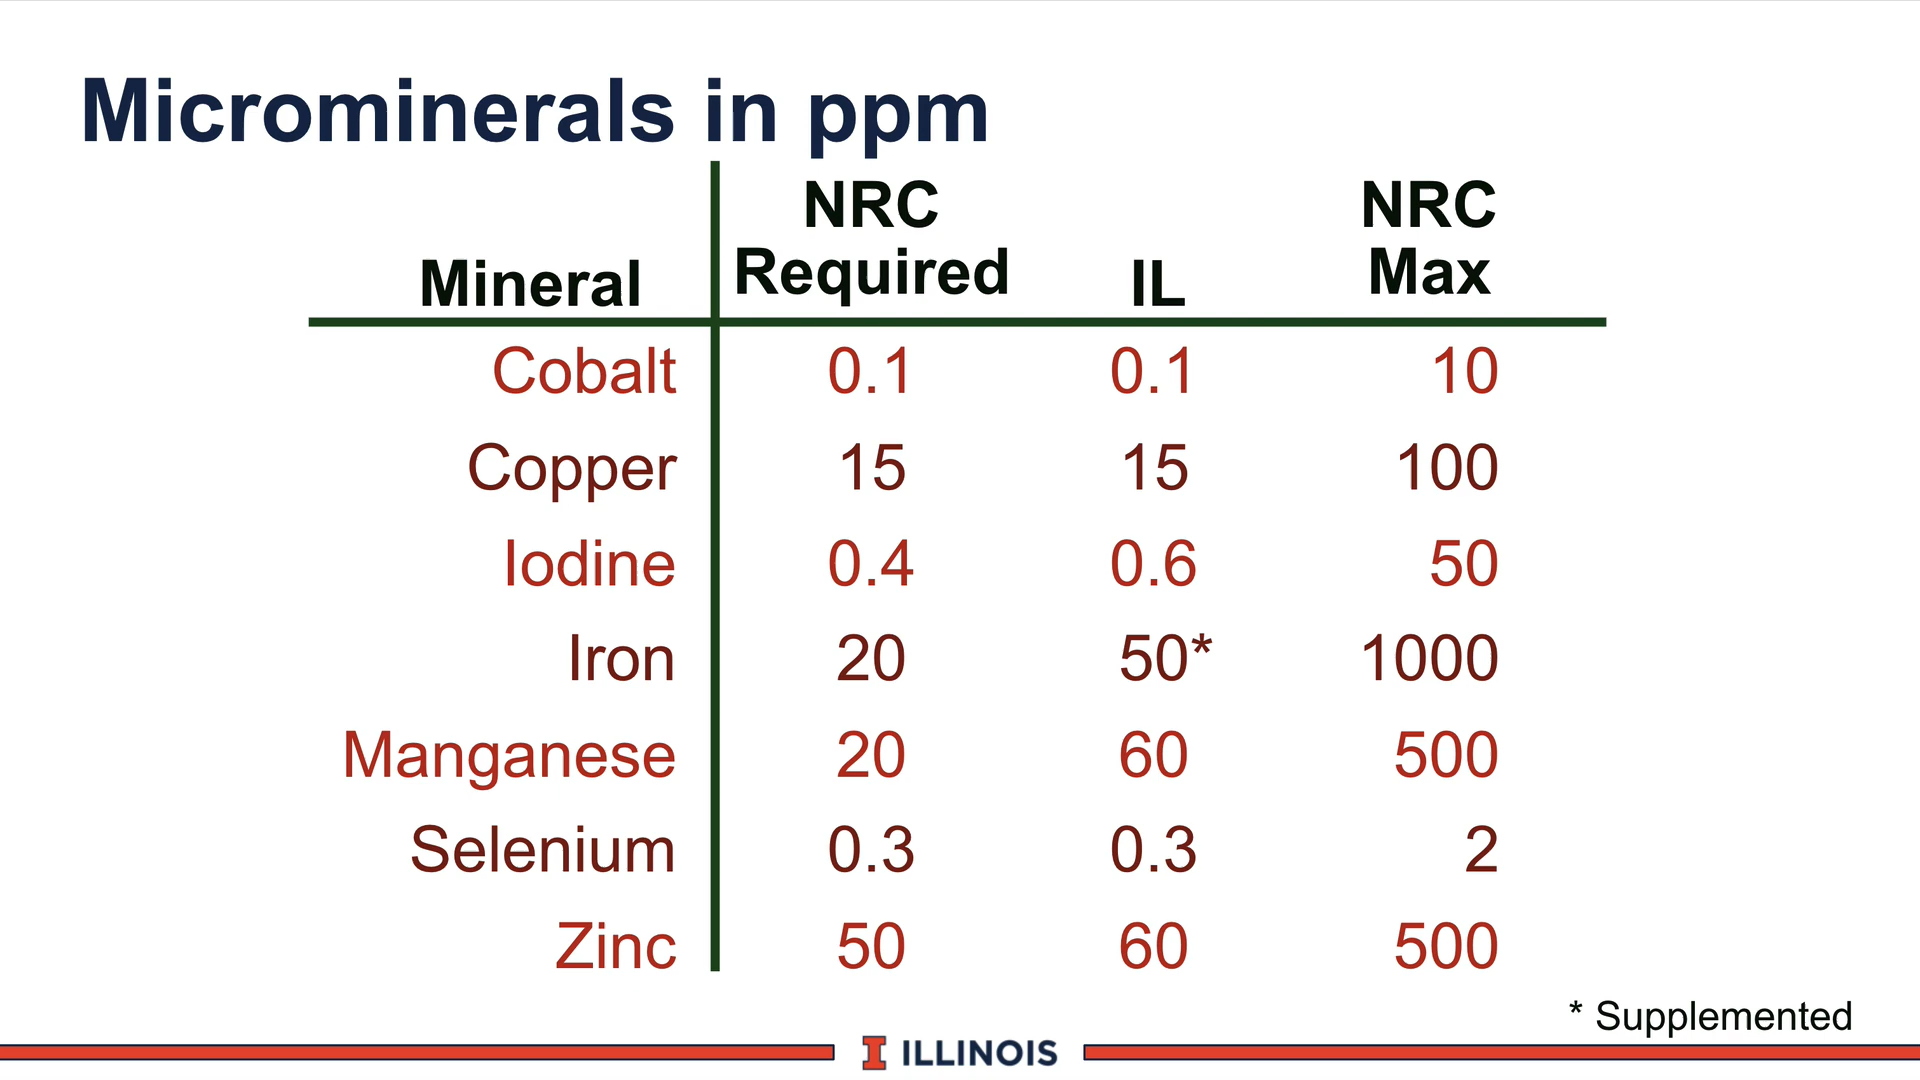 Microminerals in ppm
Mineral NRC Required IL NRC Max
Cobalt 0.1 0.1 10
Copper 15 15 100
Iodine 0.4 0.6 50
Iron 20 50* 1000
Manganese 20 60 500
Selenium 0.3 0.3 2
Zinc 50 60 500
* Supplemented
I ILLINOIS